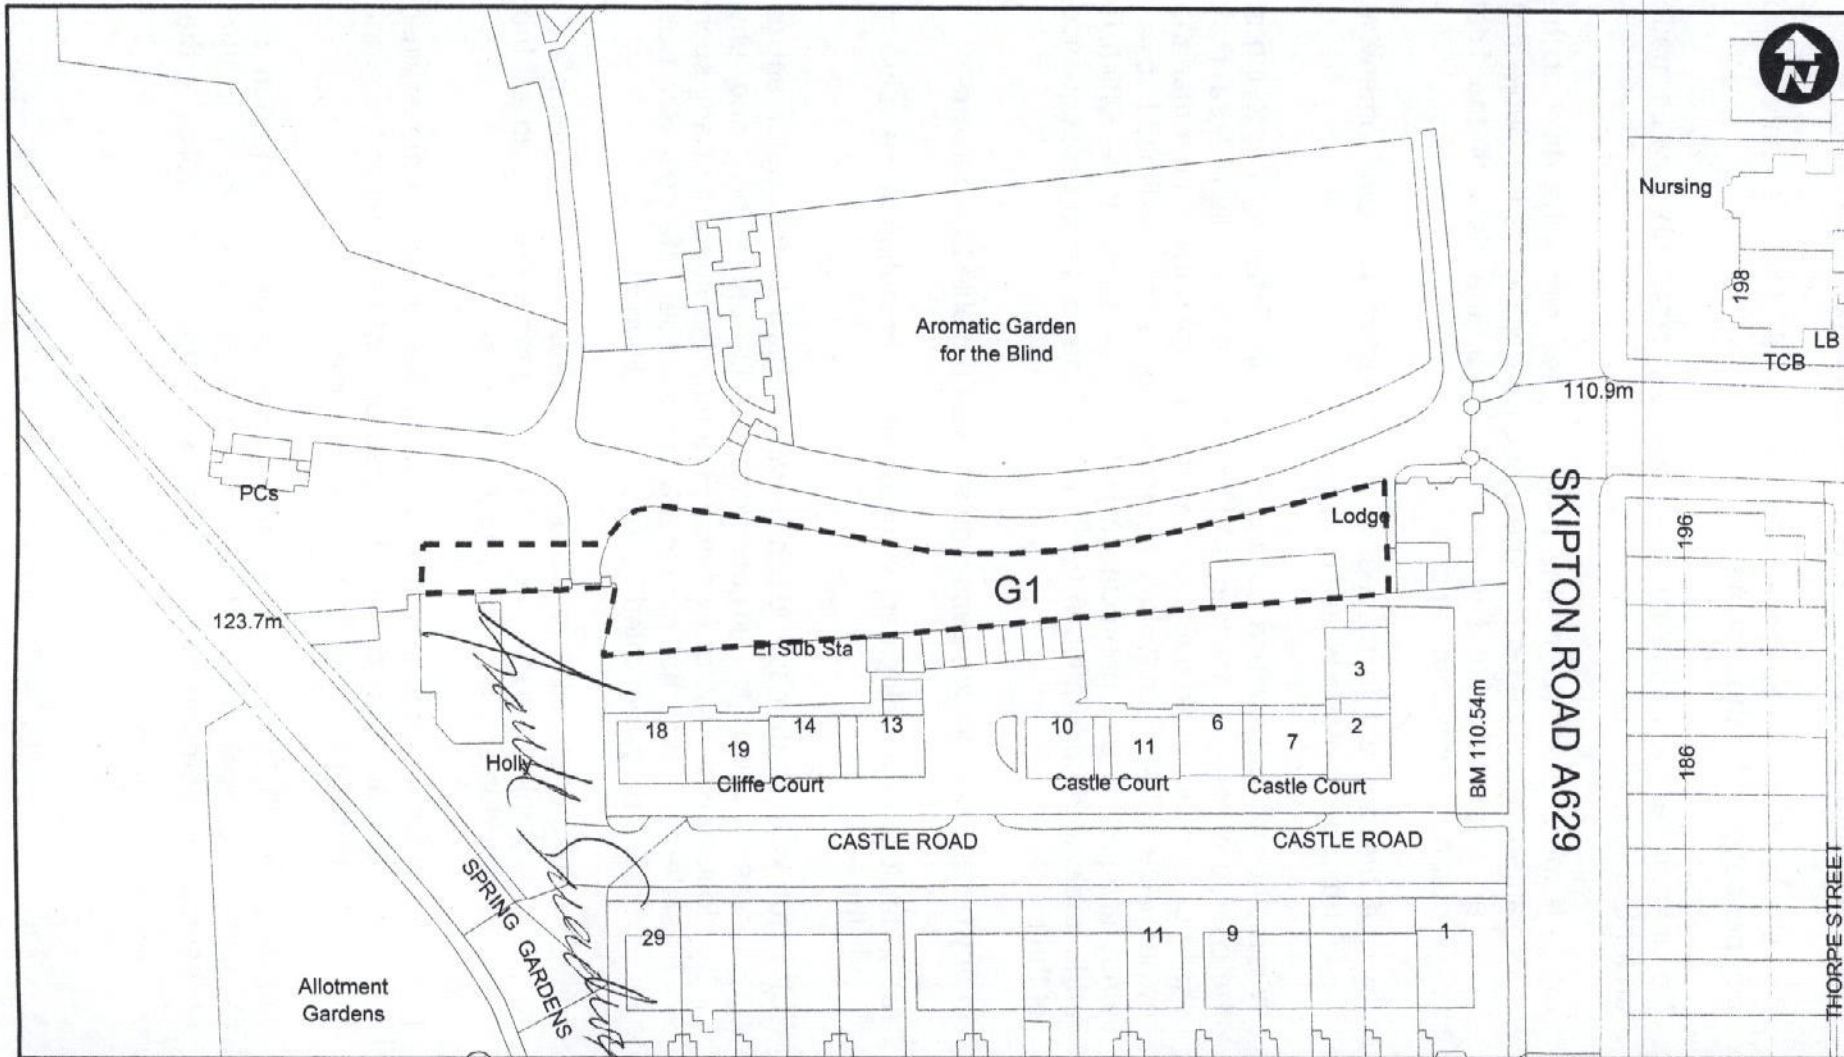 N
Nursing
198
LB
TCB
Aromatic Garden
for the Blind
110.9m
PCs
SKIPTON ROAD A629
196
Lodge
G1
123.7m
El Sub Sta
3
BM 110.54m
18
19
14
13
10
11
6
7
2
186
Holly
Cliffe Court
Castle Court
Castle Court
CASTLE ROAD
CASTLE ROAD
THORPE STREET
SPRING GARDENS
29
11
9
1
Allotment
Gardens